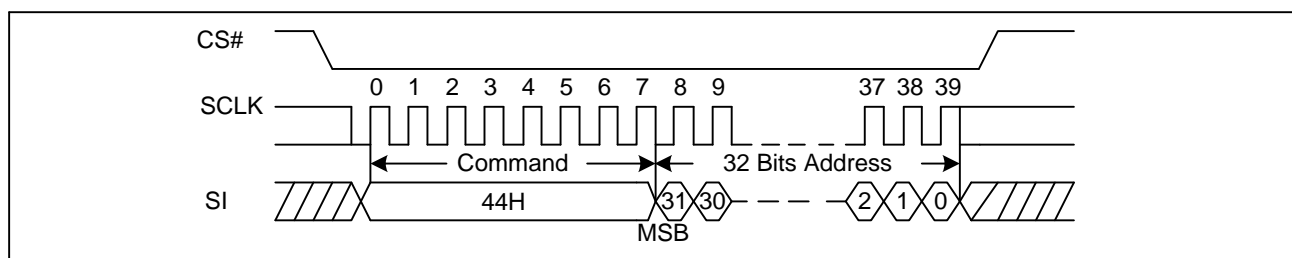 CS#
0 1 2 3 4 5 6 7 8 9 37 38 39
SCLK
Command 32 Bits Address
SI 44H 31 30 2 1 0
MSB